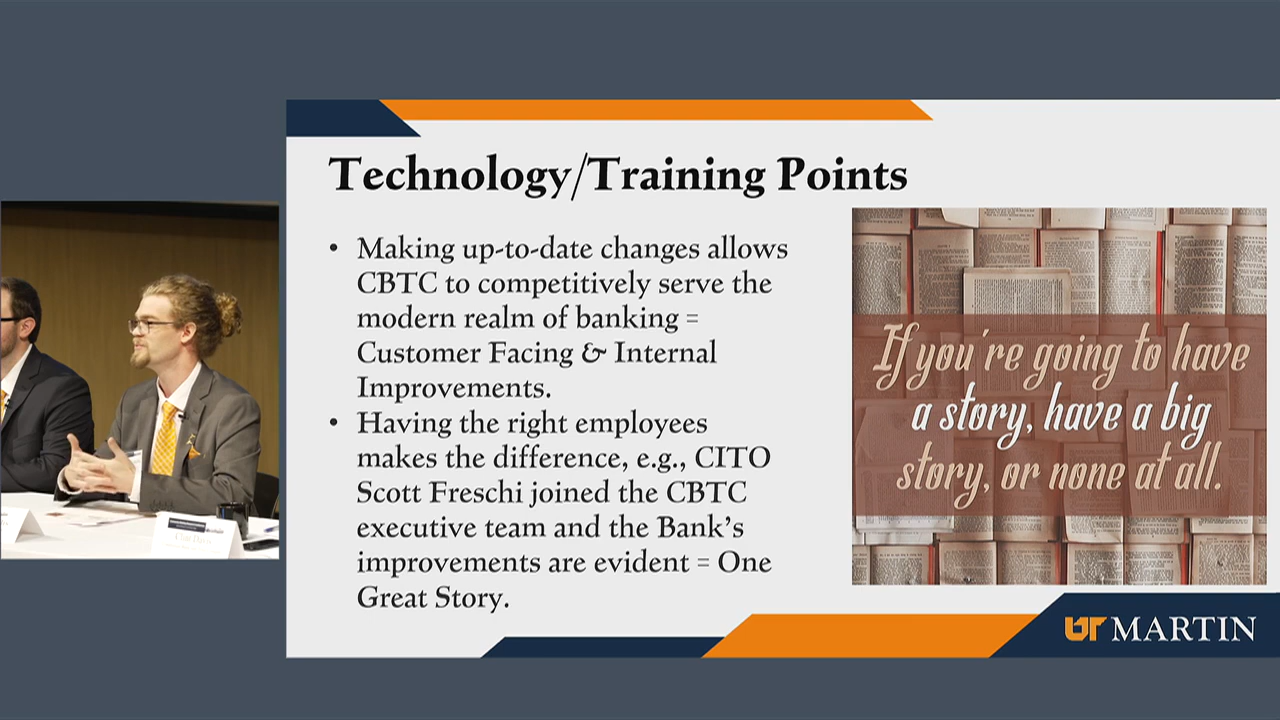 Technology/Training Points
• Making up-to-date changes allows
CBTC to competitively serve the
modern realm of banking =
Customer Facing & Internal
Improvements.
• Having the right employees
makes the difference, e.g., CITO
Scott Freschi joined the CBTC
executive team and the Bank's
improvements are evident = One
Great Story.
If you're going to have
a story, have a big
story, or none at all.
UT MARTIN